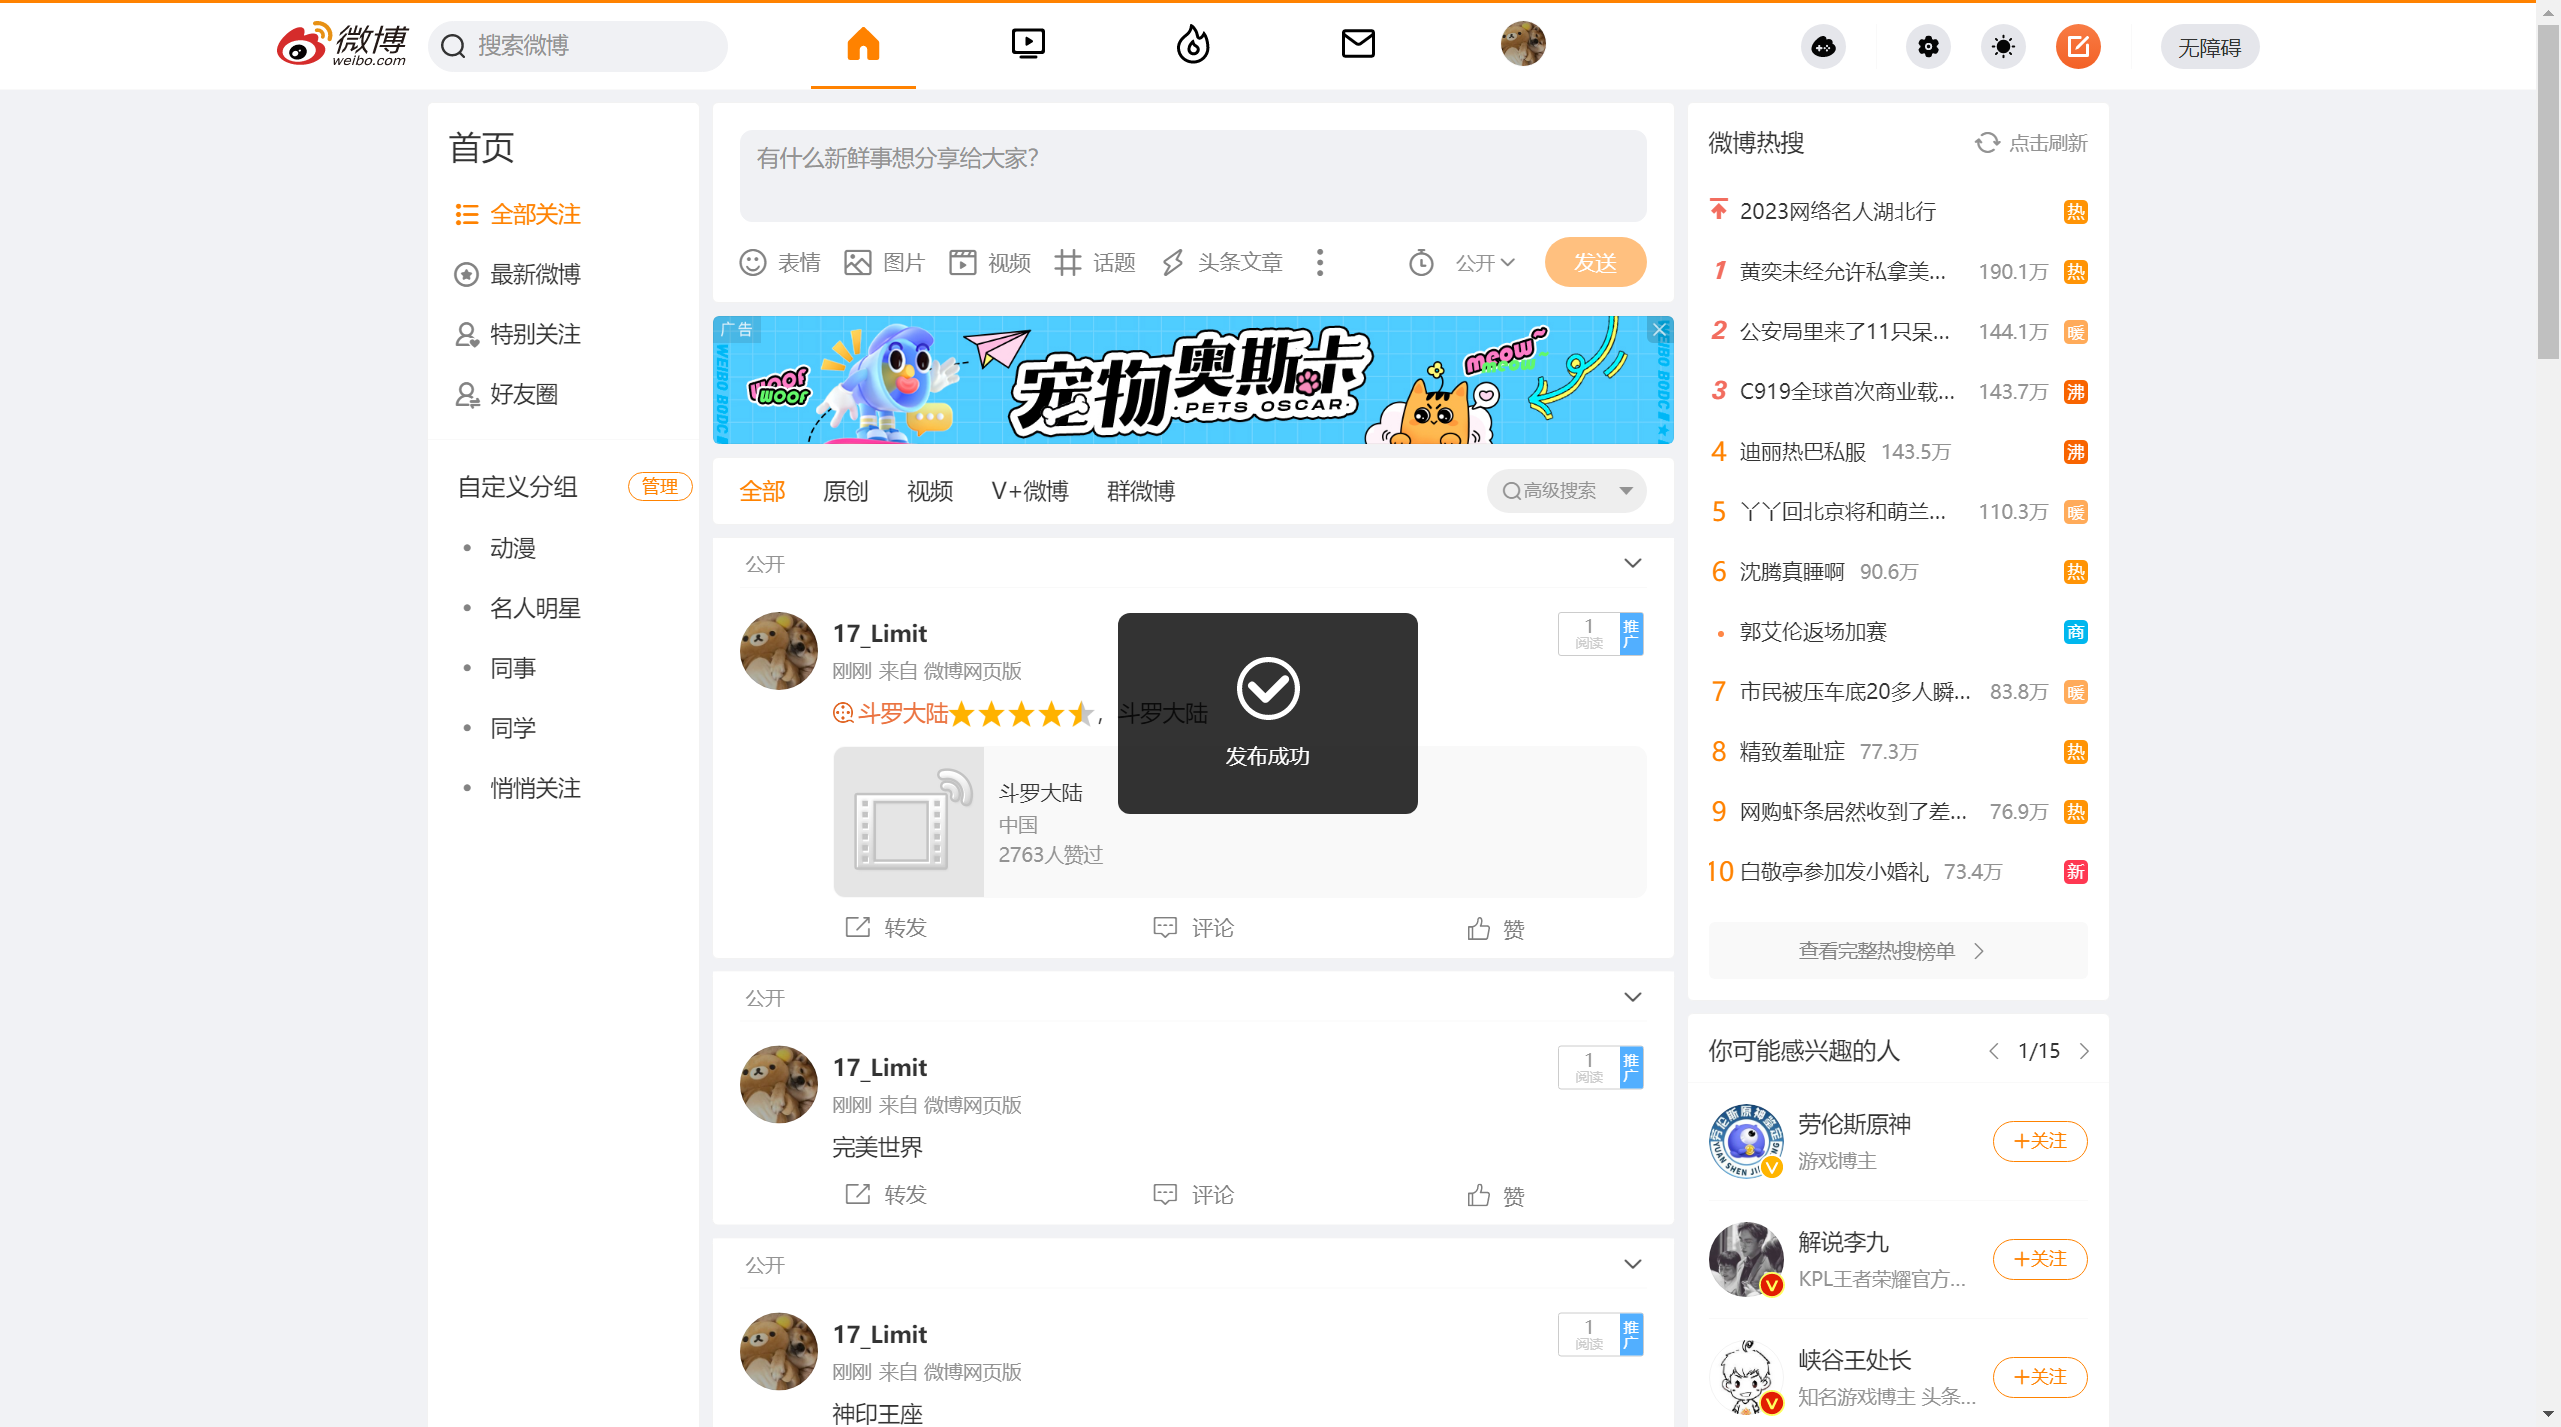 微博
weibo.com
搜索微博
无障碍
首页
全部关注
最新微博
特别关注
好友圈
自定义分组
管理
动漫
名人明星
同事
同学
悄悄关注
有什么新鲜事想分享给大家?
表情
图片
视频
话题
头条文章
公开
发送
广告
WEIBO BODC
woof
woor
宠物奥斯卡
·PETS OSCAR·
meow~
meow~
WEIBO BODC
全部
原创
视频
V+微博
群微博
高级搜索
公开
17_Limit
刚刚 来自 微博网页版
1
阅读
推广
斗罗大陆
,斗罗大陆
发布成功
斗罗大陆
中国
2763人赞过
转发
评论
赞
公开
17_Limit
刚刚 来自 微博网页版
1
阅读
推广
完美世界
转发
评论
赞
公开
17_Limit
刚刚 来自 微博网页版
1
阅读
推广
神印王座
微博热搜
点击刷新
2023网络名人湖北行 热
1 黄奕未经允许私拿美... 190.1万 热
2 公安局里来了11只呆... 144.1万 暖
3 C919全球首次商业载... 143.7万 沸
4 迪丽热巴私服 143.5万 沸
5 丫丫回北京将和萌兰... 110.3万 暖
6 沈腾真睡啊 90.6万 热
• 郭艾伦返场加赛 商
7 市民被压车底20多人瞬... 83.8万 暖
8 精致羞耻症 77.3万 热
9 网购虾条居然收到了差... 76.9万 热
10 白敬亭参加发小婚礼 73.4万 新
查看完整热搜榜单
你可能感兴趣的人
1/15
劳伦斯原神
游戏博主
+关注
解说李九
KPL王者荣耀官方...
+关注
峡谷王处长
知名游戏博主 头条...
+关注